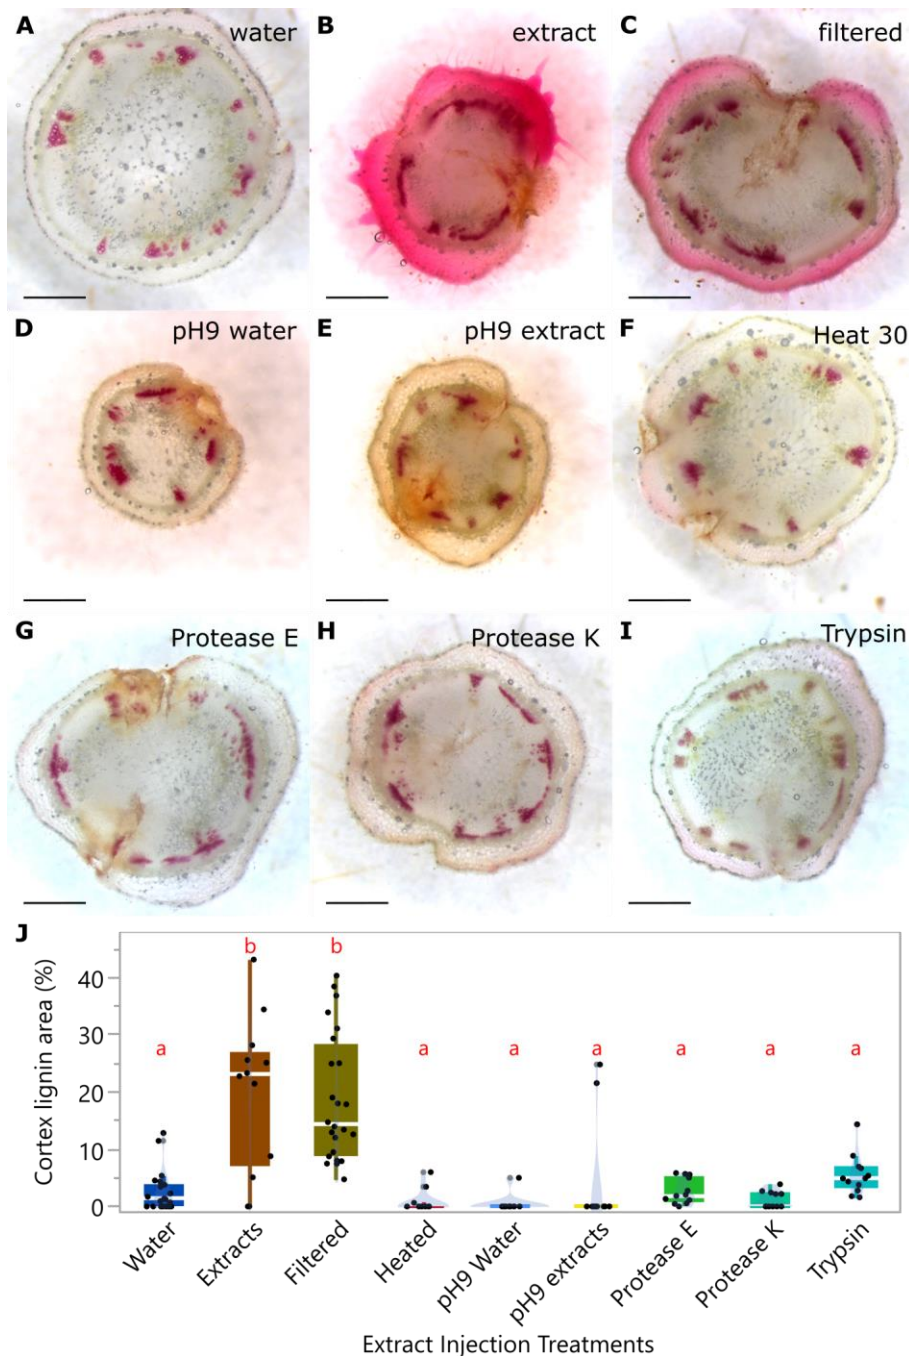 A water
B extract
C filtered
D pH9 water
E pH9 extract
F Heat 30
G Protease E
H Protease K
I Trypsin
J
Cortex lignin area (%)
40
30
20
10
0
a b b a a a a a a
Water Extracts Filtered Heated pH9 Water pH9 extracts Protease E Protease K Trypsin
Extract Injection Treatments